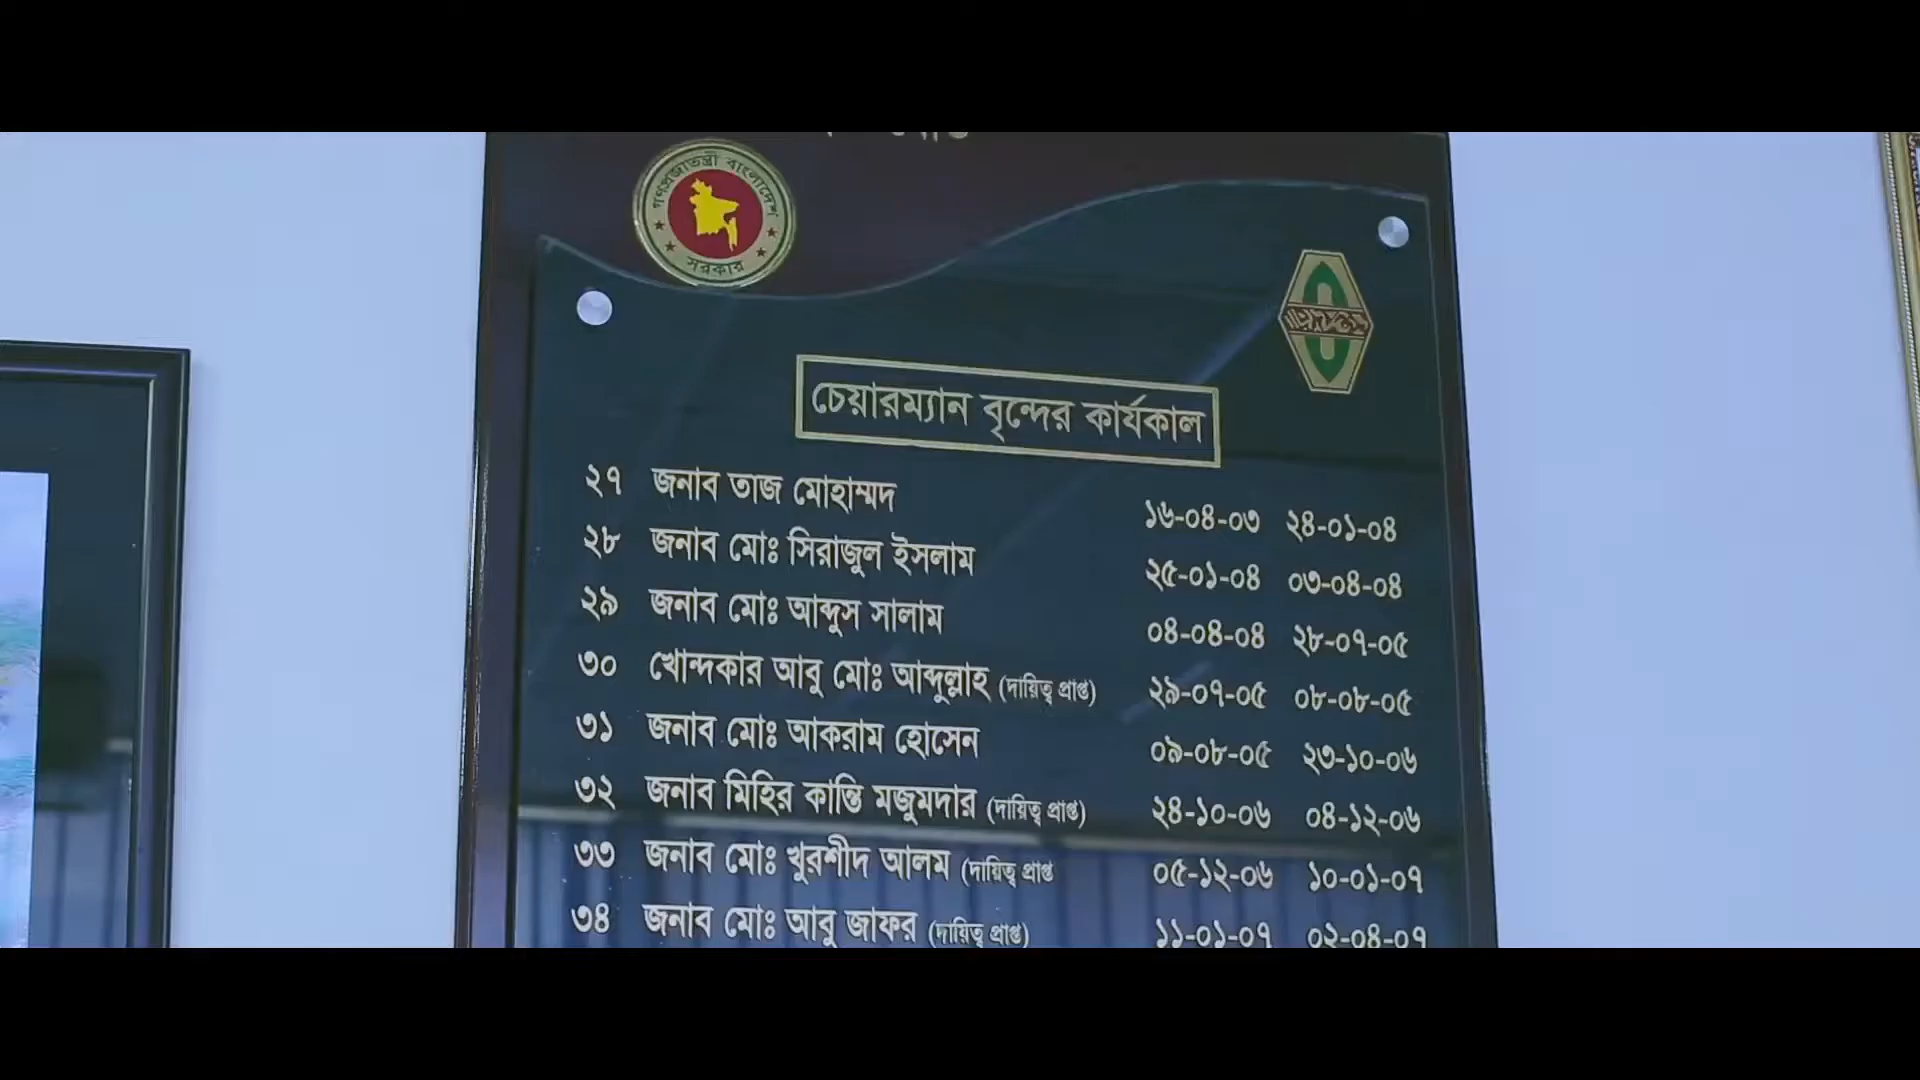 গণপ্রজাতন্ত্রী বাংলাদেশ
সরকার
চেয়ারম্যান বৃন্দের কার্যকাল
২৭ জনাব তাজ মোহাম্মদ ১৬-০৪-০৩ ২৪-০১-০৪
২৮ জনাব মোঃ সিরাজুল ইসলাম ২৫-০১-০৪ ০৩-০৪-০৪
২৯ জনাব মোঃ আব্দুস সালাম ০৪-০৪-০৪ ২৮-০৭-০৫
৩০ খোন্দকার আবু মোঃ আব্দুল্লাহ (দায়িত্ব প্রাপ্ত) ২৯-০৭-০৫ ০৮-০৮-০৫
৩১ জনাব মোঃ আকরাম হোসেন ০৯-০৮-০৫ ২৩-১০-০৬
৩২ জনাব মিহির কান্তি মজুমদার (দায়িত্ব প্রাপ্ত) ২৪-১০-০৬ ০৪-১২-০৬
৩৩ জনাব মোঃ খুরশীদ আলম (দায়িত্ব প্রাপ্ত ০৫-১২-০৬ ১০-০১-০৭
৩৪ জনাব মোঃ আবু জাফর (দায়িত্ব প্রাপ্ত) ১১-০১-০৭ ০২-০৪-০৭